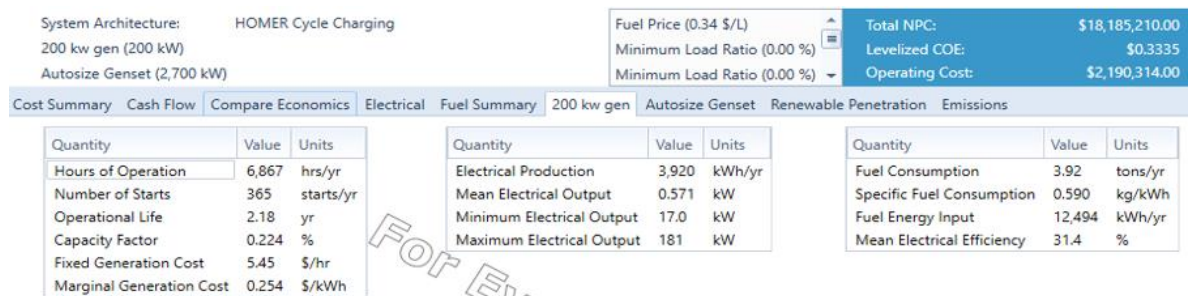 System Architecture: HOMER Cycle Charging
200 kw gen (200 kW)
Autosize Genset (2,700 kW)
Fuel Price (0.34 $/L)
Minimum Load Ratio (0.00 %)
Minimum Load Ratio (0.00 %)
Total NPC: $18,185,210.00
Levelized COE: $0.3335
Operating Cost: $2,190,314.00
Cost Summary Cash Flow Compare Economics Electrical Fuel Summary 200 kw gen Autosize Genset Renewable Penetration Emissions
Quantity Value Units
Hours of Operation 6,867 hrs/yr
Number of Starts 365 starts/yr
Operational Life 2.18 yr
Capacity Factor 0.224 %
Fixed Generation Cost 5.45 $/hr
Marginal Generation Cost 0.254 $/kWh
Quantity Value Units
Electrical Production 3,920 kWh/yr
Mean Electrical Output 0.571 kW
Minimum Electrical Output 17.0 kW
Maximum Electrical Output 181 kW
Quantity Value Units
Fuel Consumption 3.92 tons/yr
Specific Fuel Consumption 0.590 kg/kWh
Fuel Energy Input 12,494 kWh/yr
Mean Electrical Efficiency 31.4 %
For